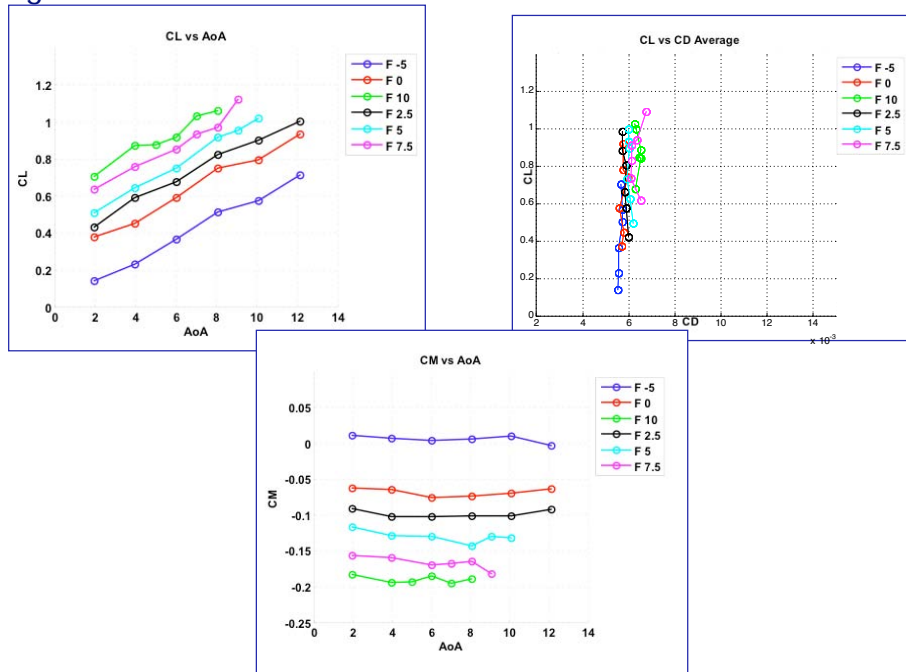 CL vs AoA
F -5
F 0
F 10
F 2.5
F 5
F 7.5
1.2
1
0.8
0.6
0.4
0.2
0
CL
0 2 4 6 8 10 12 14
AoA
CL vs CD Average
F -5
F 0
F 10
F 2.5
F 5
F 7.5
1.2
1
0.8
0.6
0.4
0.2
0
CL
2 4 6 8 10 12 14
CD
x 10-3
CM vs AoA
F -5
F 0
F 10
F 2.5
F 5
F 7.5
0.05
0
-0.05
-0.1
-0.15
-0.2
-0.25
CM
0 2 4 6 8 10 12 14
AoA